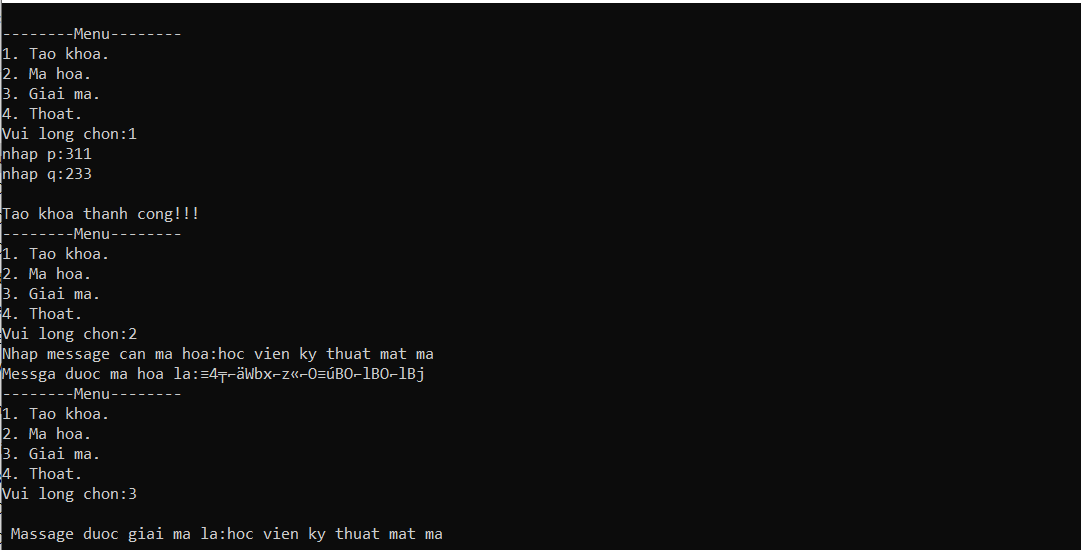 --------Menu--------
1. Tao khoa.
2. Ma hoa.
3. Giai ma.
4. Thoat.
Vui long chon:1
nhap p:311
nhap q:233
Tao khoa thanh cong!!!
--------Menu--------
1. Tao khoa.
2. Ma hoa.
3. Giai ma.
4. Thoat.
Vui long chon:2
Nhap message can ma hoa:hoc vien ky thuat mat ma
Messga duoc ma hoa la:≡4╤⌐äWbx⌐z«⌐O≡úBO⌐lBO⌐lBj
--------Menu--------
1. Tao khoa.
2. Ma hoa.
3. Giai ma.
4. Thoat.
Vui long chon:3
Massage duoc giai ma la:hoc vien ky thuat mat ma